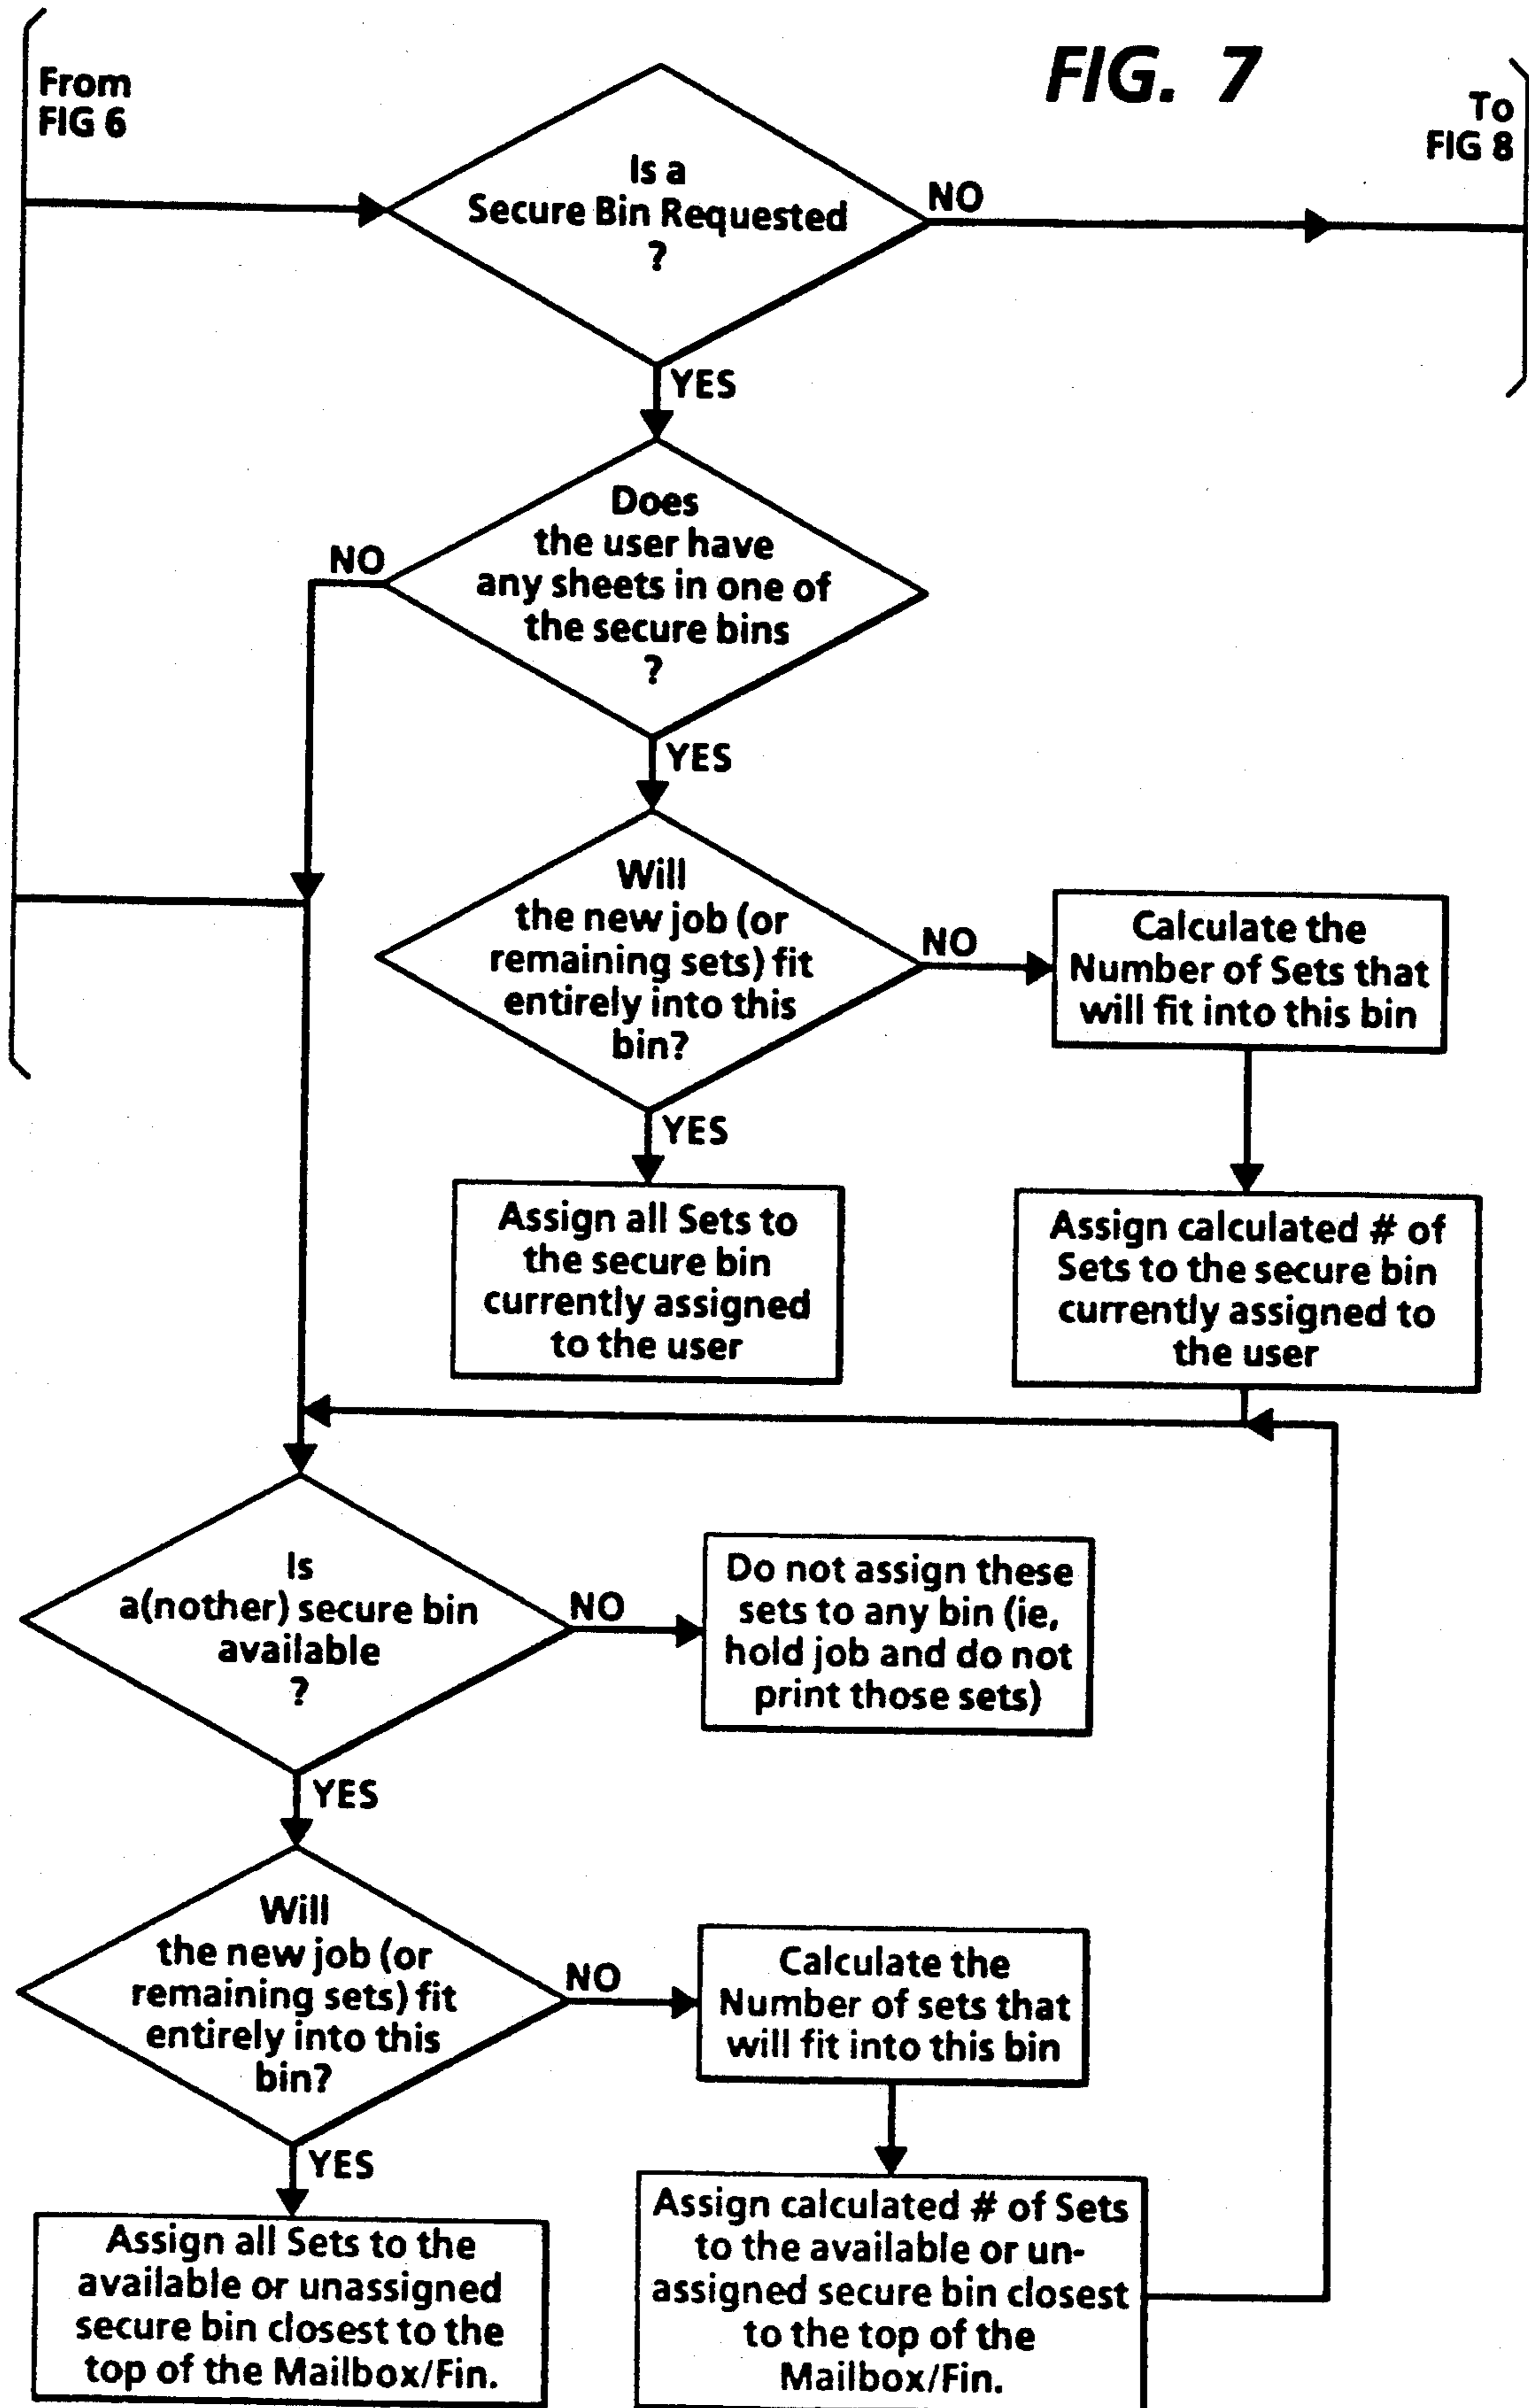 FIG. 7
From
FIG 6
To
FIG 8
Is a
Secure Bin Requested
?
NO
YES
Does
the user have
any sheets in one of
the secure bins
?
NO
YES
Will
the new job (or
remaining sets) fit
entirely into this
bin?
NO
Calculate the
Number of Sets that
will fit into this bin
YES
Assign all Sets to
the secure bin
currently assigned
to the user
Assign calculated # of
Sets to the secure bin
currently assigned to
the user
Is
a(nother) secure bin
available
?
NO
Do not assign these
sets to any bin (ie,
hold job and do not
print those sets)
YES
Will
the new job (or
remaining sets) fit
entirely into this
bin?
NO
Calculate the
Number of sets that
will fit into this bin
YES
Assign all Sets to the
available or unassigned
secure bin closest to the
top of the Mailbox/Fin.
Assign calculated # of Sets
to the available or un-
assigned secure bin closest
to the top of the
Mailbox/Fin.